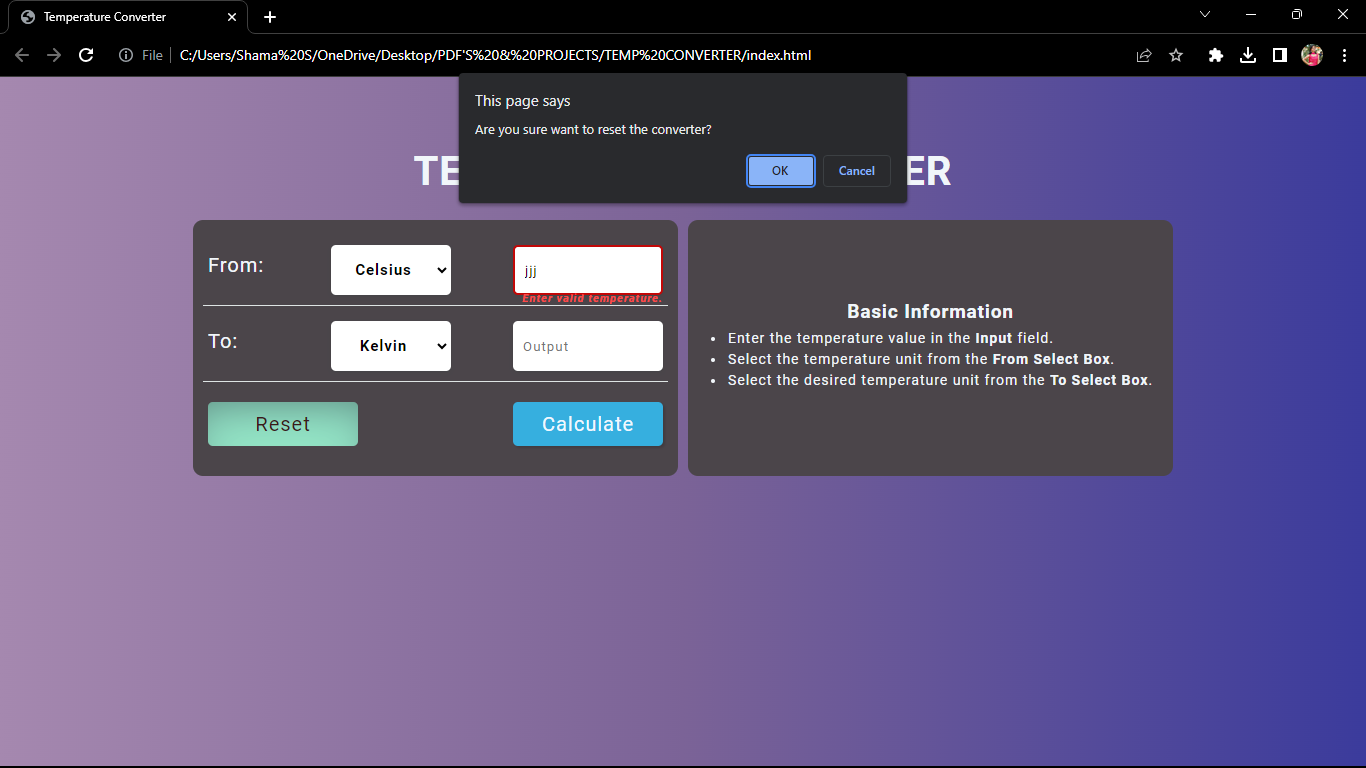 Temperature Converter
File
C:/Users/Shama%20S/OneDrive/Desktop/PDF'S%20&%20PROJECTS/TEMP%20CONVERTER/index.html
This page says
Are you sure want to reset the converter?
OK
Cancel
TE
ER
From:
Celsius
jjj
Enter valid temperature.
To:
Kelvin
Output
Reset
Calculate
Basic Information
• Enter the temperature value in the Input field.
• Select the temperature unit from the From Select Box.
• Select the desired temperature unit from the To Select Box.